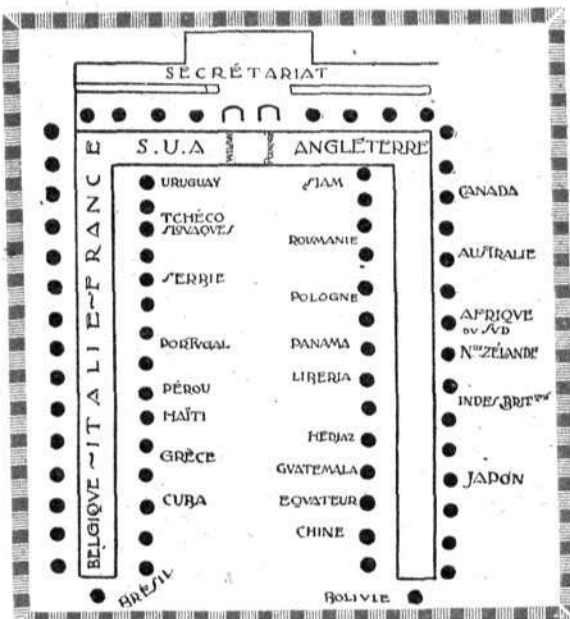 SECRÉTARIAT
S.U.A
ANGLETERRE
BELGIQUE~ITALIE~FRANCE
URUGUAY
TCHÉCO
SLOVAQUES
SERBIE
PORTUGAL
PÉROU
HAÏTI
GRÈCE
CUBA
BRÉSIL
SIAM
ROUMANIE
POLOGNE
PANAMA
LIBERIA
HEDJAZ
GUATEMALA
EQUATEUR
CHINE
BOLIVIE
CANADA
AUSTRALIE
AFRIQUE
DU SUD
Nlle ZÉLANDE
INDES BRIT
JAPON